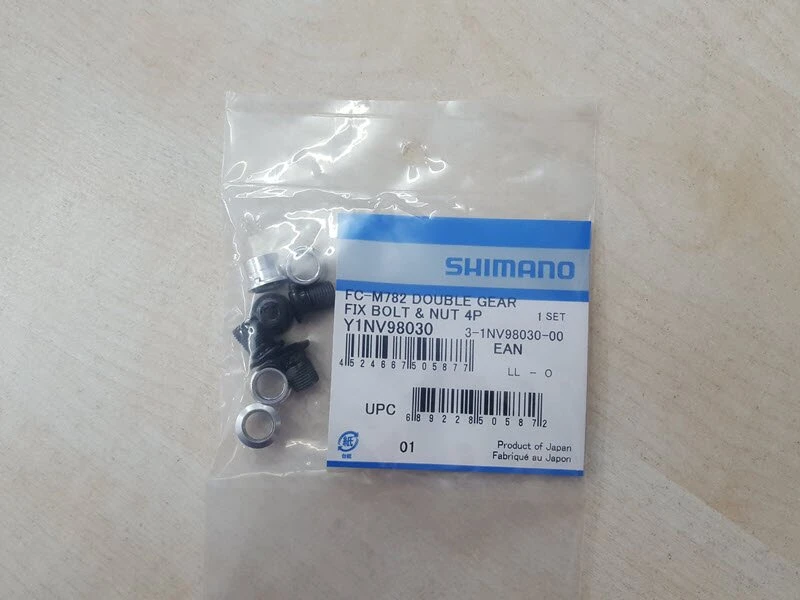 SHIMANO
FC-M782 DOUBLE GEAR
FIX BOLT & NUT 4P 1 SET
Y1NV98030 3-1NV98030-00
EAN
4 524667 505877
LL - O
UPC 6 89228 50587 2
紙
01
Product of Japan
Fabriqué au Japon